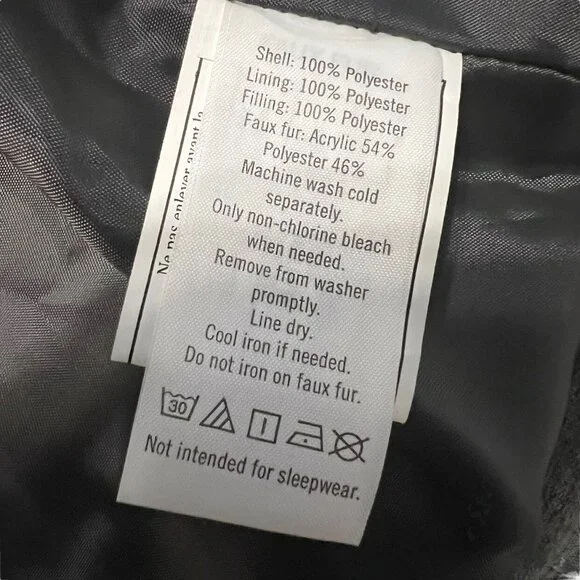 Shell: 100% Polyester
Lining: 100% Polyester
Filling: 100% Polyester
Faux fur: Acrylic 54%
Polyester 46%
Machine wash cold
separately.
Only non-chlorine bleach
when needed.
Remove from washer
promptly.
Line dry.
Cool iron if needed.
Do not iron on faux fur.
30
Not intended for sleepwear.
Ne pas enlever avant la